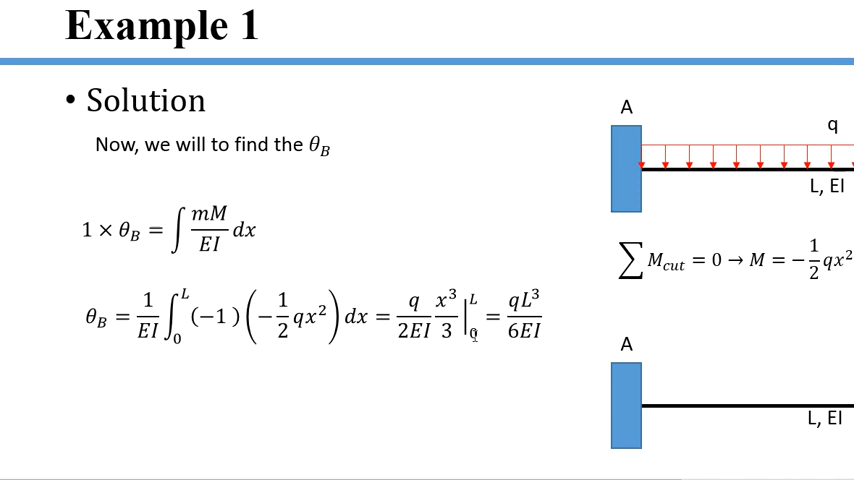 Example 1
• Solution
Now, we will to find the θ_B
1 × θ_B = ∫ mM/EI dx
θ_B = 1/EI ∫_0^L (−1) (−1/2 qx²) dx = q/2EI x³/3 |_0^L = qL³/6EI
A
q
L, EI
∑ M_cut = 0 → M = −1/2 qx²
A
L, EI